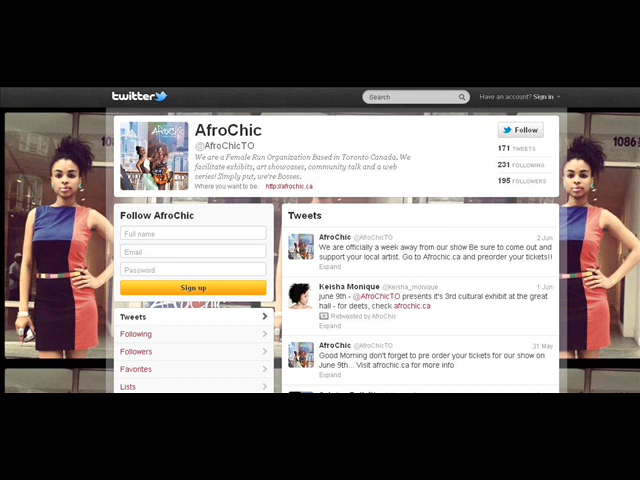 twitter
Search
Have an account? Sign in
AfroChic
@AfroChicTO
We are a Female Run Organization Based in Toronto Canada. We
facilitate exhibits, art showcases, community talk and a web
series! Simply put, we're Bosses.
Where you want to be. http://afrochic.ca
Follow
171 TWEETS
231 FOLLOWING
195 FOLLOWERS
AfroChic
1086
Follow AfroChic
Full name
Email
Password
Sign up
Tweets
Following
Followers
Favorites
Lists
Tweets
AfroChic @AfroChicTO 2 Jun
We are officially a week away from our show Be sure to come out and
support your local artist. Go to Afrochic.ca and preorder your tickets!!
Expand
Keisha Monique @keisha_monique 1 Jun
june 9th - @AfroChicTO presents it's 3rd cultural exhibit at the great
hall - for deets, check afrochic.ca
Retweeted by AfroChic
Expand
AfroChic @AfroChicTO 31 May
Good Morning don't forget to pre order your tickets for our show on
June 9th... Visit afrochic.ca for more info
Expand